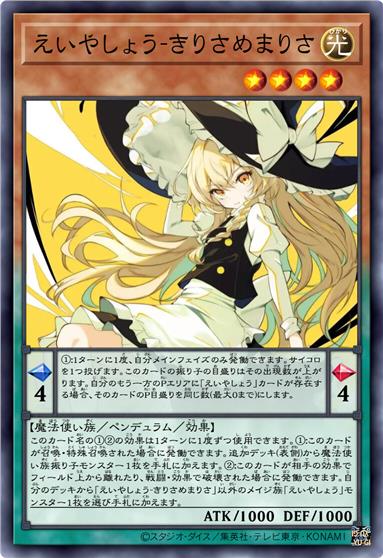 えいやしょう-きりさめまりさ
光
①:1ターンに1度、自分メインフェイズのみ発動できます。サイコロ
を1つ投げます。このカードの振り子の目盛りはその出現数が上が
ります。自分のもう一方のPエリアに「えいやしょう」カードが存在す
る場合、そのカードのP目盛りを同じ数(最大0までに)します。
4
4
【魔法使い族／ペンデュラム／効果】
このカード名の①②の効果は1ターンに1度ずつ使用できます。①:このカード
が召喚・特殊召喚された場合に発動できます。追加デッキ(表側)から魔法使
い族振り子モンスター1枚を手札に加えます。②:このカードが相手の効果でフ
ィールド上から離れたり、戦闘・効果で破壊された場合に発動できます。自
分のデッキから「えいやしょう-きりさめまりさ」以外のメイジ族「えいやしょう」モ
ンスター1枚を選び手札に加えます。
ATK/1000 DEF/1000
©スタジオ・ダイス／集英社・テレビ東京・KONAMI